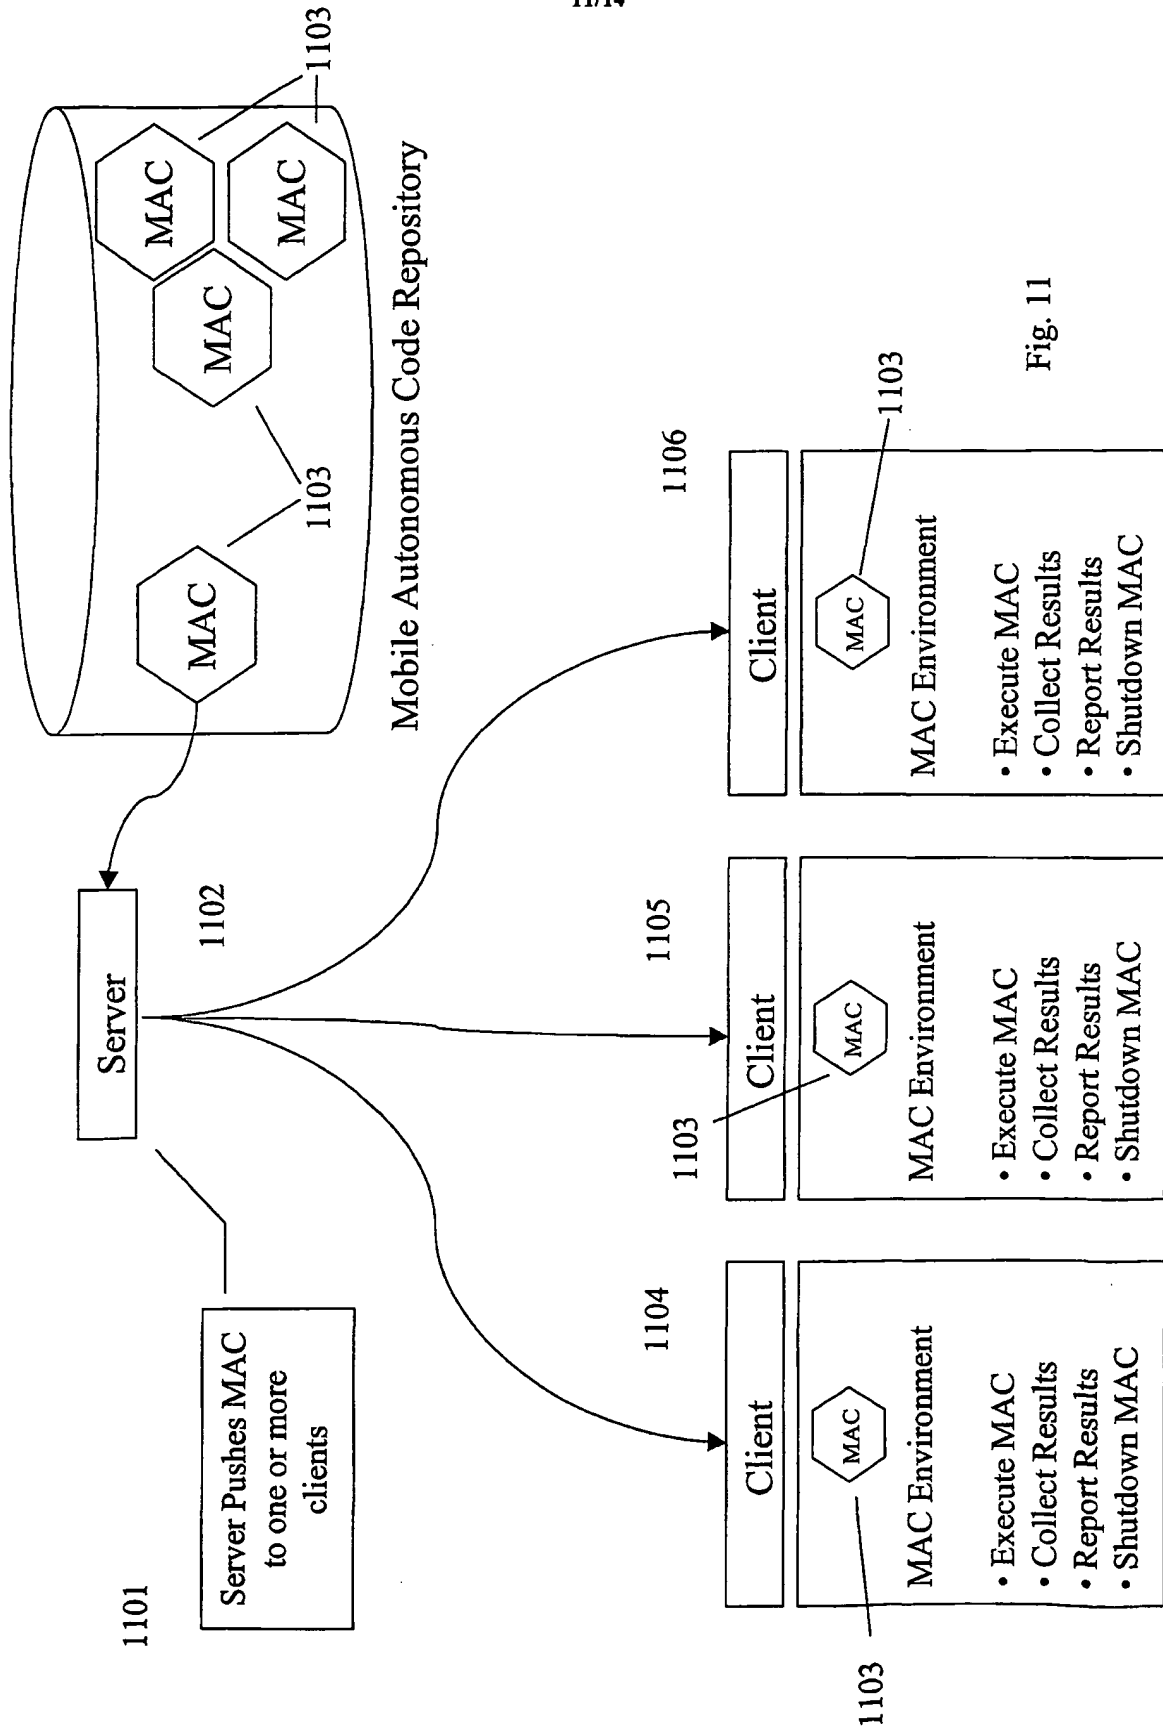 11/14
1101
Server Pushes MAC
to one or more
clients
Server
1102
MAC
MAC
MAC
MAC
1103
1103
Mobile Autonomous Code Repository
1104
Client
MAC
1103
MAC Environment
• Execute MAC
• Collect Results
• Report Results
• Shutdown MAC
1105
Client
MAC
1103
MAC Environment
• Execute MAC
• Collect Results
• Report Results
• Shutdown MAC
1106
Client
MAC
1103
MAC Environment
• Execute MAC
• Collect Results
• Report Results
• Shutdown MAC
Fig. 11